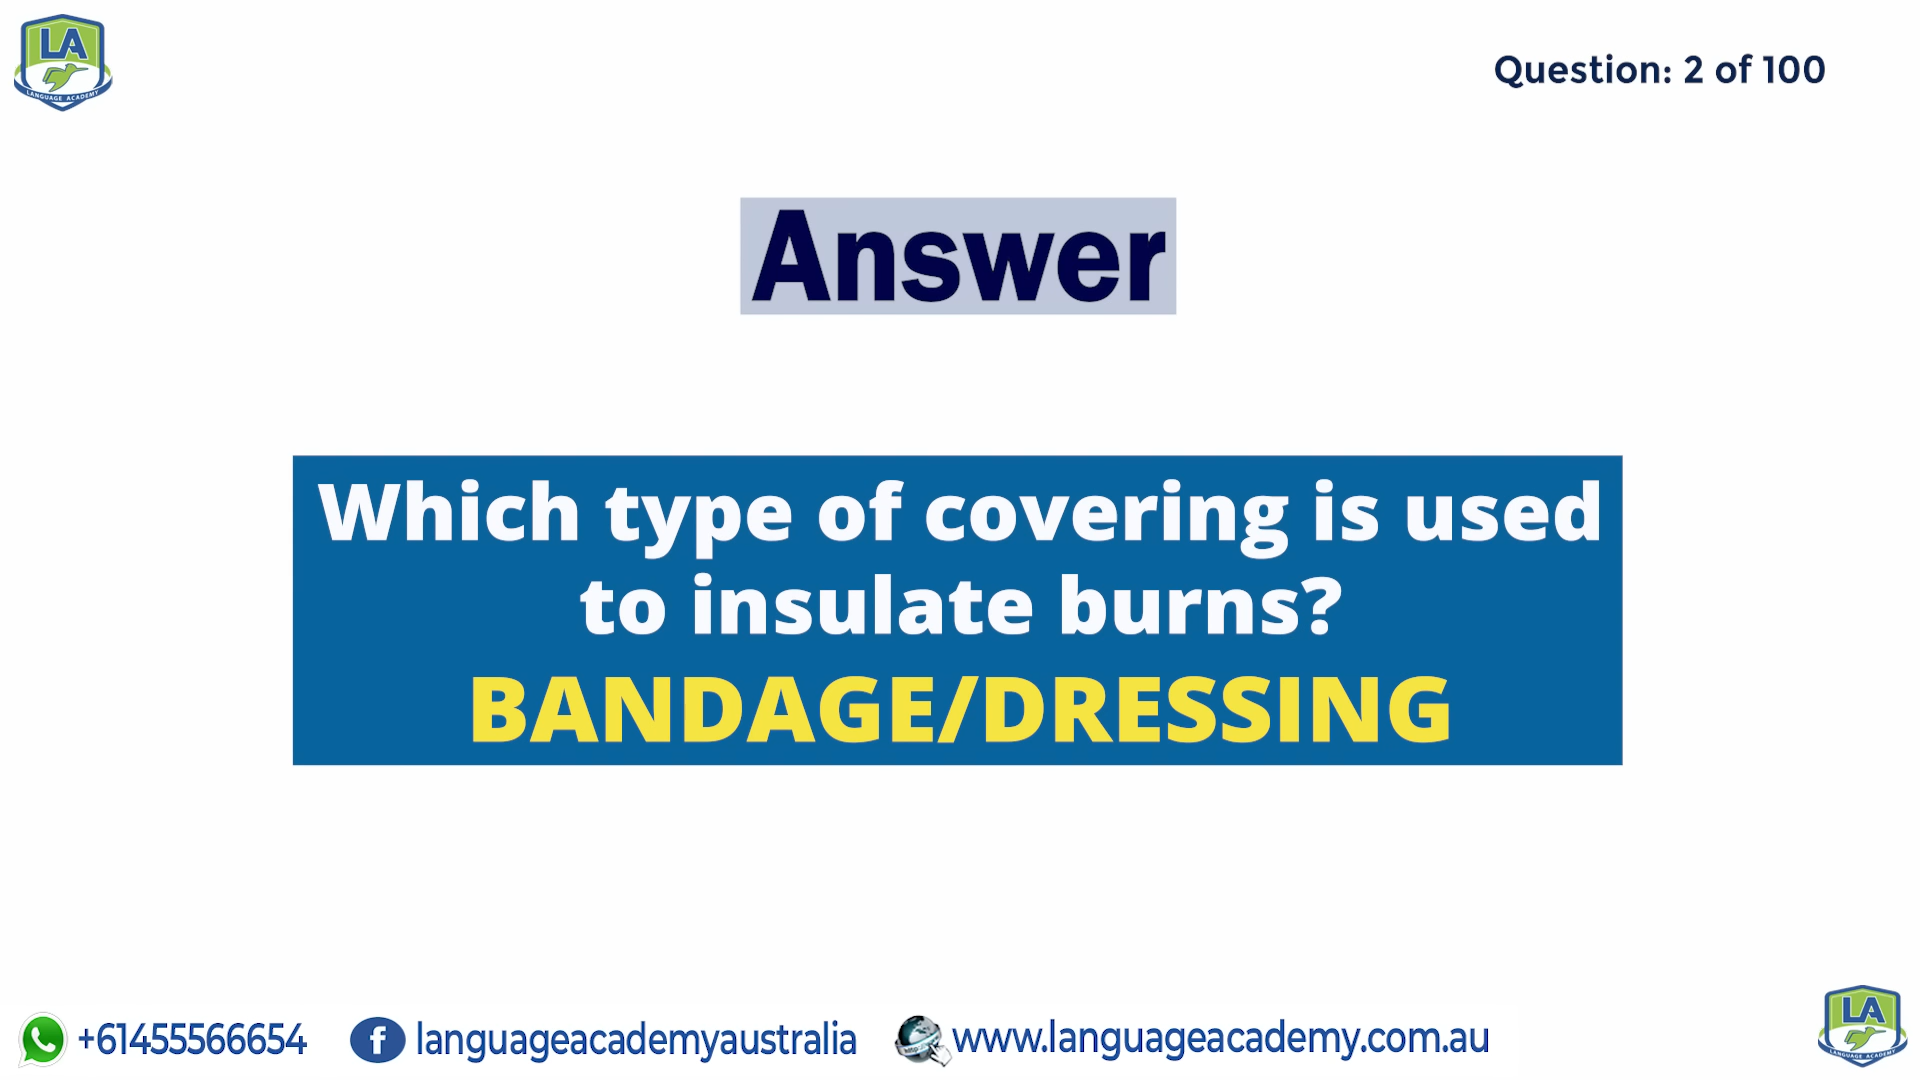 LA
LANGUAGE ACADEMY
Question: 2 of 100
Answer
Which type of covering is used
to insulate burns?
BANDAGE/DRESSING
+61455566654
f
languageacademyaustralia
http
www.languageacademy.com.au
LA
LANGUAGE ACADEMY